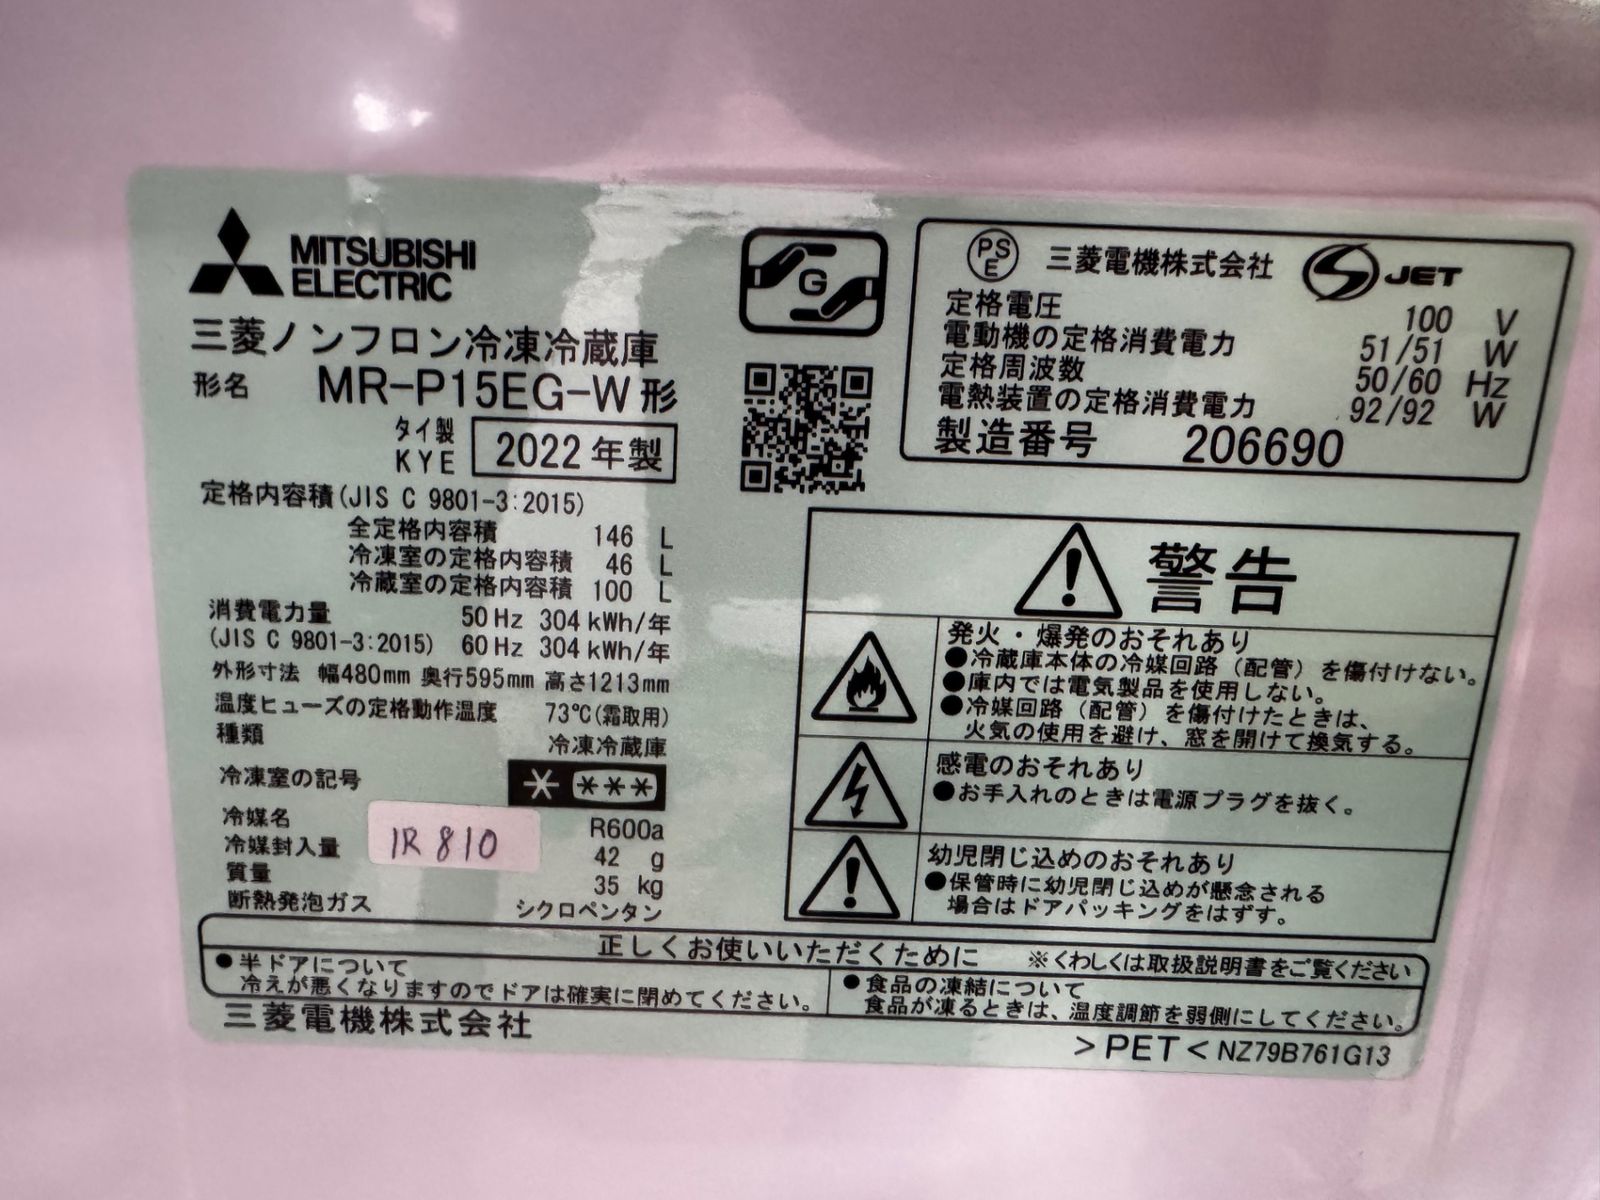 MITSUBISHI
ELECTRIC
三菱ノンフロン冷凍冷蔵庫
形名 MR-P15EG-W 形
タイ製
KYE 2022年製
定格内容積(JIS C 9801-3:2015)
全定格内容積 146 L
冷凍室の定格内容積 46 L
冷蔵室の定格内容積 100 L
消費電力量 50 Hz 304 kWh/年
(JIS C 9801-3:2015) 60 Hz 304 kWh/年
外形寸法 幅480mm 奥行595mm 高さ1213mm
温度ヒューズの定格動作温度 73℃(霜取用)
種類 冷凍冷蔵庫
冷凍室の記号 * ***
冷媒名 R600a
冷媒封入量 42 g
質量 35 kg
断熱発泡ガス シクロペンタン
1R 810
G
PSE 三菱電機株式会社 S JET
定格電圧 100 V
電動機の定格消費電力 51/51 W
定格周波数 50/60 Hz
電熱装置の定格消費電力 92/92 W
製造番号 206690
警告
発火・爆発のおそれあり
●冷蔵庫本体の冷媒回路(配管)を傷付けない。
●庫内では電気製品を使用しない。
●冷媒回路(配管)を傷付けたときは、
火気の使用を避け、窓を開けて換気する。
感電のおそれあり
●お手入れのときは電源プラグを抜く。
幼児閉じ込めのおそれあり
●保管時に幼児閉じ込めが懸念される
場合はドアパッキングをはずす。
正しくお使いいただくために ※くわしくは取扱説明書をご覧ください
●半ドアについて
冷えが悪くなりますのでドアは確実に閉めてください。
●食品の凍結について
食品が凍るときは、温度調節を弱側にしてください。
三菱電機株式会社
>PET< NZ79B761G13